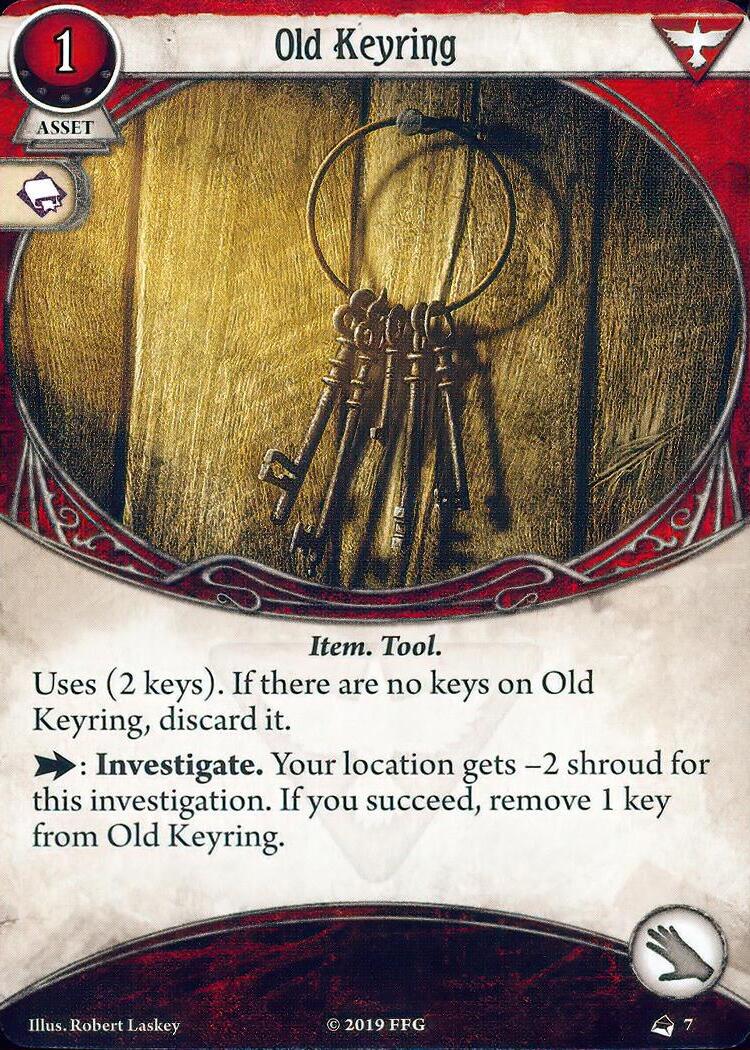 1
Old Keyring
ASSET
Item. Tool.
Uses (2 keys). If there are no keys on Old
Keyring, discard it.
: Investigate. Your location gets –2 shroud for
this investigation. If you succeed, remove 1 key
from Old Keyring.
Illus. Robert Laskey
© 2019 FFG
7